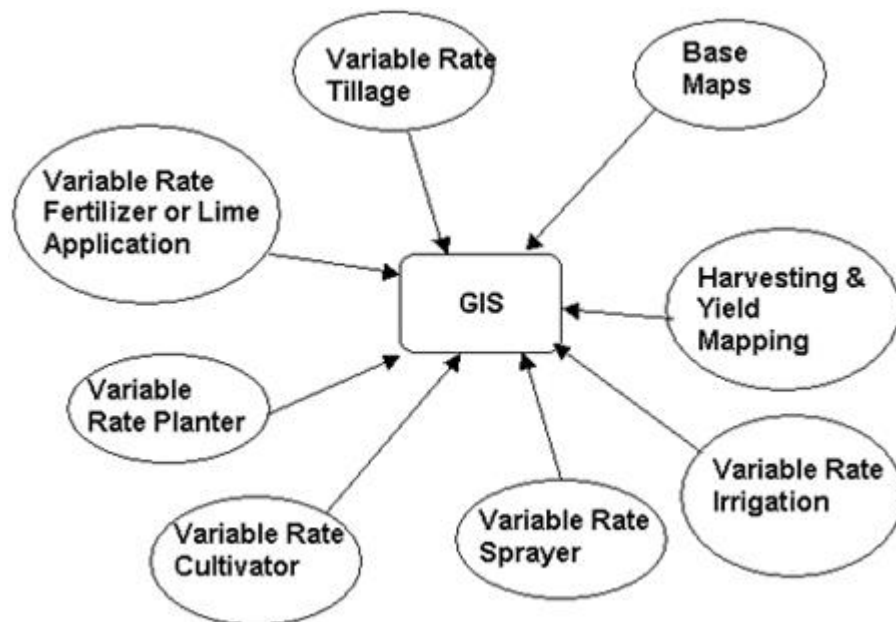 Variable Rate
Tillage
Base
Maps
Variable Rate
Fertilizer or Lime
Application
GIS
Harvesting &
Yield
Mapping
Variable
Rate Planter
Variable Rate
Irrigation
Variable Rate
Cultivator
Variable Rate
Sprayer